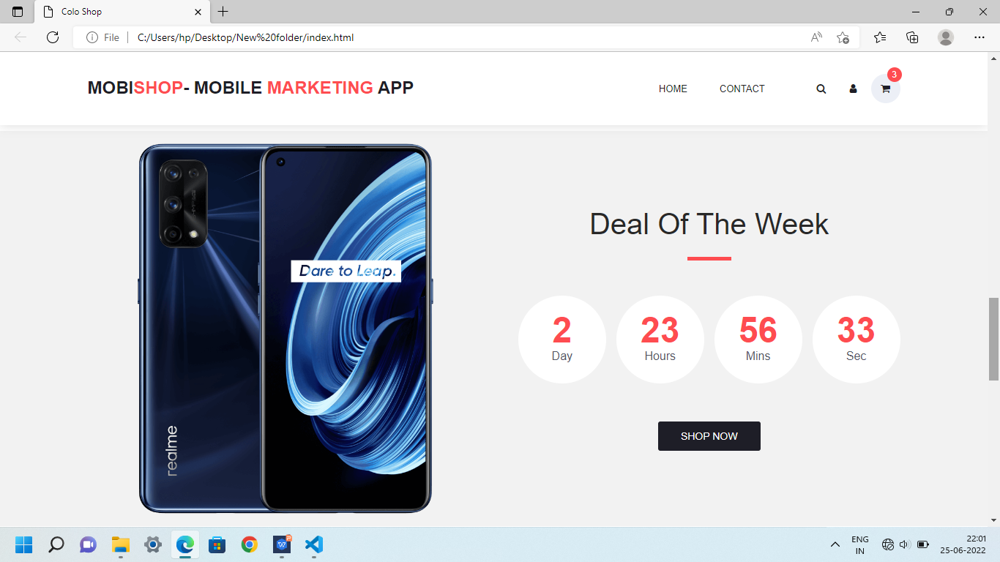 Colo Shop
File
C:/Users/hp/Desktop/New%20folder/index.html
MOBISHOP- MOBILE MARKETING APP
HOME
CONTACT
3
Dare to Leap.
realme
Deal Of The Week
2
Day
23
Hours
56
Mins
33
Sec
SHOP NOW
ENG
IN
22:01
25-06-2022